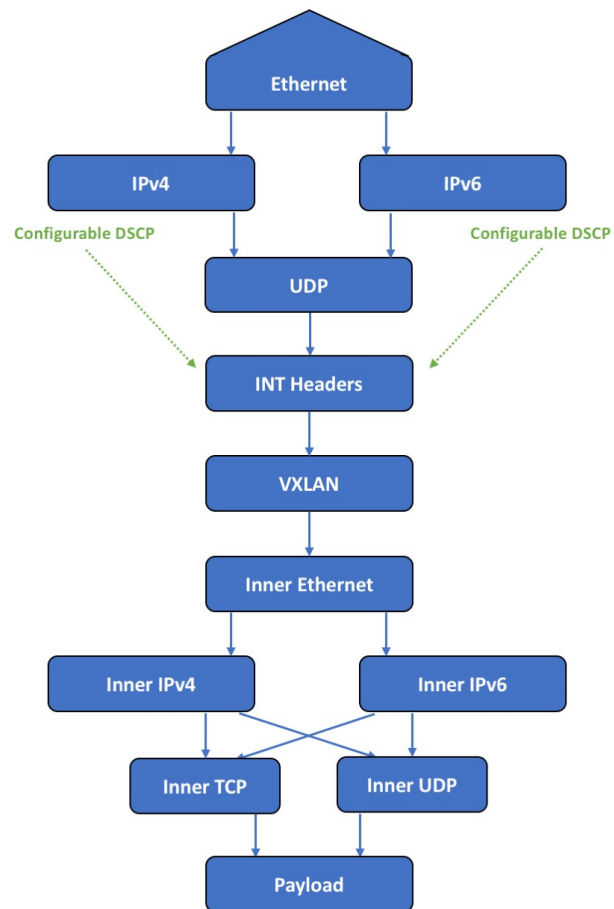 Ethernet
IPv4
IPv6
Configurable DSCP
Configurable DSCP
UDP
INT Headers
VXLAN
Inner Ethernet
Inner IPv4
Inner IPv6
Inner TCP
Inner UDP
Payload